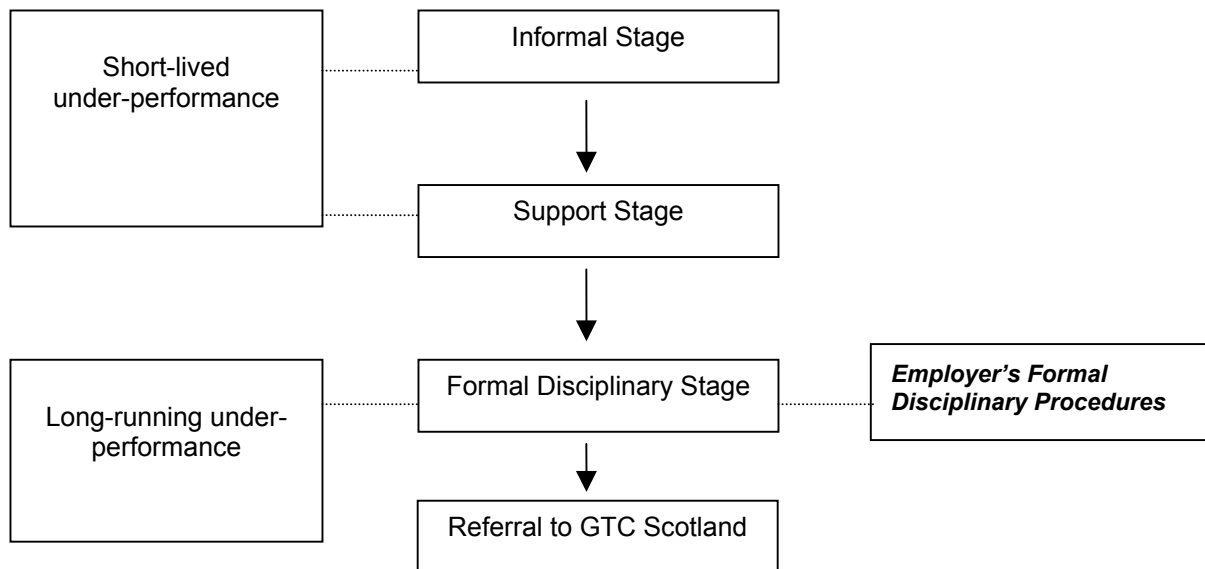 Informal Stage
Short-lived
under-performance
Support Stage
Formal Disciplinary Stage
Employer’s Formal
Disciplinary Procedures
Long-running under-
performance
Referral to GTC Scotland